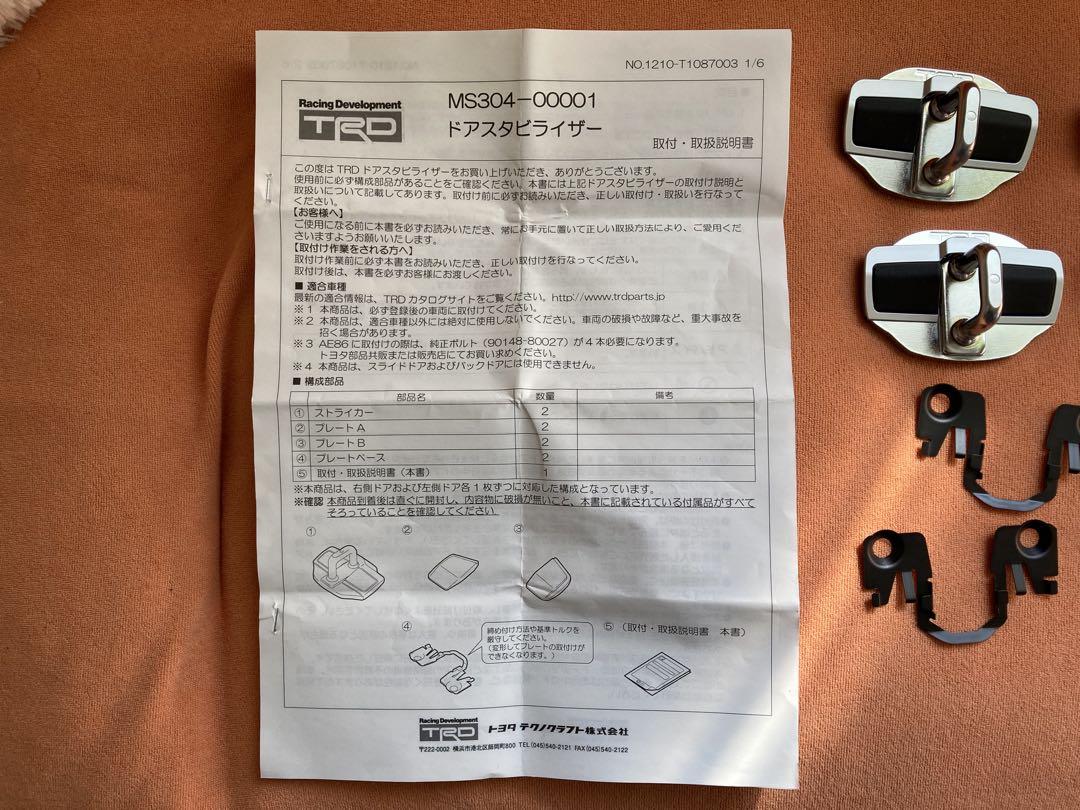 NO.1210-T1087003 1/6
Racing Development
TRD
MS304-00001
ドアスタビライザー
取付・取扱説明書
この度は TRD ドアスタビライザーをお買い上げいただき、ありがとうございます。
使用前に必ず構成部品があることをご確認ください。本書には上記ドアスタビライザーの取付け説明と
取扱いについて記載してあります。取付け前に必ずお読みいただき、正しい取付け・取扱いを行なって
ください。
【お客様へ】
ご使用になる前に本書を必ずお読みいただき、常にお手元に置いて正しい取扱方法により、ご愛用くだ
さいますようお願いいたします。
【取付け作業をされる方へ】
取付け作業前に必ず本書をお読みいただき、正しい取付けを行なってください。
取付け後は、本書を必ずお客様にお渡しください。
■ 適合車種
最新の適合情報は、TRD カタログサイトをご覧ください。http://www.trdparts.jp
※１ 本商品は、必ず登録後の車両に取付けてください。
※２ 本商品は、適合車種以外には絶対に使用しないでください。車両の破損や故障など、重大事故を
招く場合があります。
※３ AE86 に取付けの際は、純正ボルト（90148-80027）が４本必要になります。
トヨタ部品共販または販売店にてお買い求めください。
※４ 本商品は、スライドドアおよびバックドアには使用できません。
■ 構成部品
部品名 数量 備考
① ストライカー 2
② プレートA 2
③ プレートB 2
④ プレートベース 2
⑤ 取付・取扱説明書（本書） 1
※本商品は、右側ドアおよび左側ドア各１枚ずつに対応した構成となっています。
※確認 本商品到着後は直ぐに開封し、内容物に破損が無いこと、本書に記載されている付属品がすべて
そろっていることを確認してください。
① ② ③
④
締め付け方法や基準トルクを
厳守してください。
（変形してプレートの取付けが
できなくなります。）
⑤ （取付・取扱説明書 本書）
Racing Development
TRD
トヨタ テクノクラフト株式会社
〒222-0002 横浜市港北区師岡町800 TEL(045)540-2121 FAX(045)540-2122
TRD
TRD